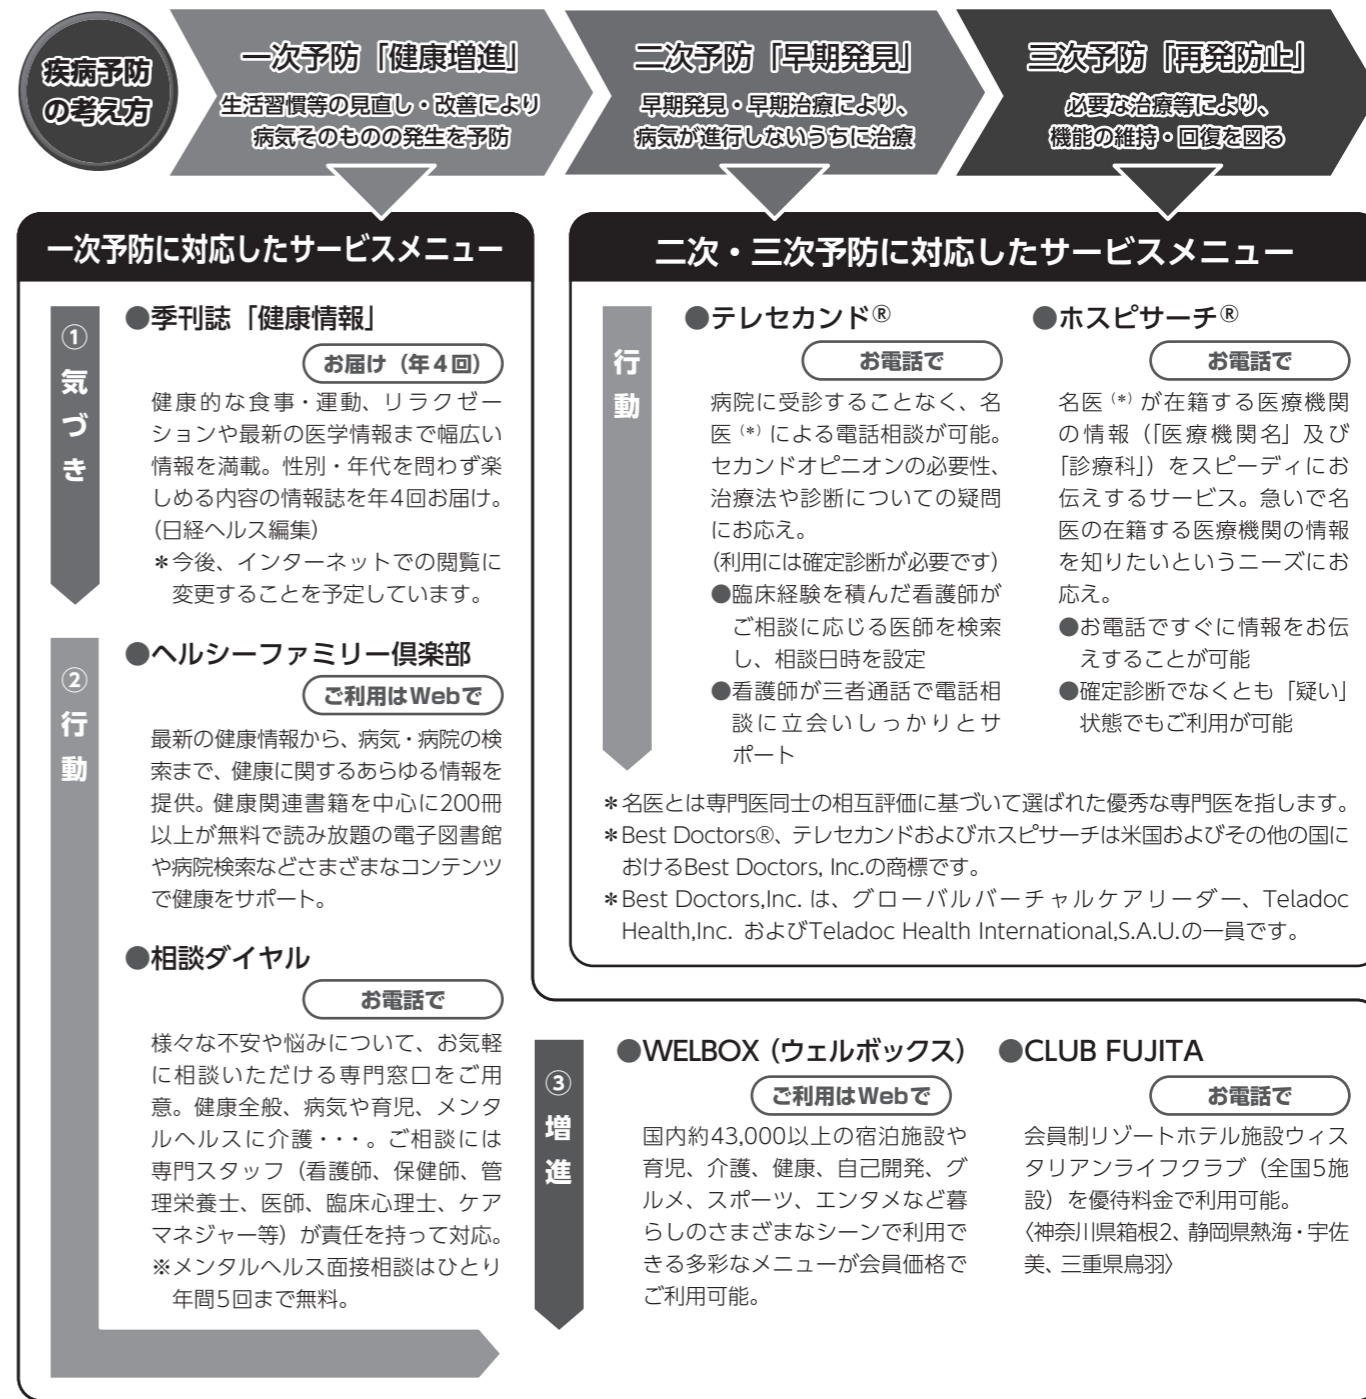 疾病予防
の考え方
一次予防「健康増進」
生活習慣等の見直し・改善により
病気そのものの発生を予防
二次予防「早期発見」
早期発見・早期治療により、
病気が進行しないうちに治療
三次予防「再発防止」
必要な治療等により、
機能の維持・回復を図る
一次予防に対応したサービスメニュー
①気づき
●季刊誌「健康情報」
お届け（年4回）
健康的な食事・運動、リラクゼー
ションや最新の医学情報まで幅広い
情報を満載。性別・年代を問わず楽
しめる内容の情報誌を年4回お届け。
（日経ヘルス編集）
＊今後、インターネットでの閲覧に
変更することを予定しています。
②行動
●ヘルシーファミリー倶楽部
ご利用はWebで
最新の健康情報から、病気・病院の検
索まで、健康に関するあらゆる情報を
提供。健康関連書籍を中心に200冊
以上が無料で読み放題の電子図書館
や病院検索などさまざまなコンテンツ
で健康をサポート。
●相談ダイヤル
お電話で
様々な不安や悩みについて、お気軽
に相談いただける専門窓口をご用
意。健康全般、病気や育児、メンタ
ルヘルスに介護・・・。ご相談には
専門スタッフ（看護師、保健師、管
理栄養士、医師、臨床心理士、ケア
マネジャー等）が責任を持って対応。
※メンタルヘルス面接相談はひとり
年間5回まで無料。
二次・三次予防に対応したサービスメニュー
行動
●テレセカンド®
お電話で
病院に受診することなく、名
医（*）による電話相談が可能。
セカンドオピニオンの必要性、
治療法や診断についての疑問
にお応え。
（利用には確定診断が必要です）
●臨床経験を積んだ看護師が
ご相談に応じる医師を検索
し、相談日時を設定
●看護師が三者通話で電話相
談に立会いしっかりとサ
ポート
●ホスピサーチ®
お電話で
名医（*）が在籍する医療機関
の情報（「医療機関名」及び
「診療科」）をスピーディにお
伝えするサービス。急いで名
医の在籍する医療機関の情報
を知りたいというニーズにお
応え。
●お電話ですぐに情報をお伝
えすることが可能
●確定診断でなくとも「疑い」
状態でもご利用が可能
＊名医とは専門医同士の相互評価に基づいて選ばれた優秀な専門医を指します。
＊Best Doctors®、テレセカンドおよびホスピサーチは米国およびその他の国に
おけるBest Doctors, Inc.の商標です。
＊Best Doctors,Inc. は、グローバルバーチャルケアリーダー、Teladoc
Health,Inc. およびTeladoc Health International,S.A.U.の一員です。
③増進
●WELBOX（ウェルボックス）
ご利用はWebで
国内約43,000以上の宿泊施設や
育児、介護、健康、自己開発、グ
ルメ、スポーツ、エンタメなど暮
らしのさまざまなシーンで利用で
きる多彩なメニューが会員価格で
ご利用可能。
●CLUB FUJITA
お電話で
会員制リゾートホテル施設ウィス
タリアンライフクラブ（全国5施
設）を優待料金で利用可能。
〈神奈川県箱根2、静岡県熱海・宇佐
美、三重県鳥羽〉